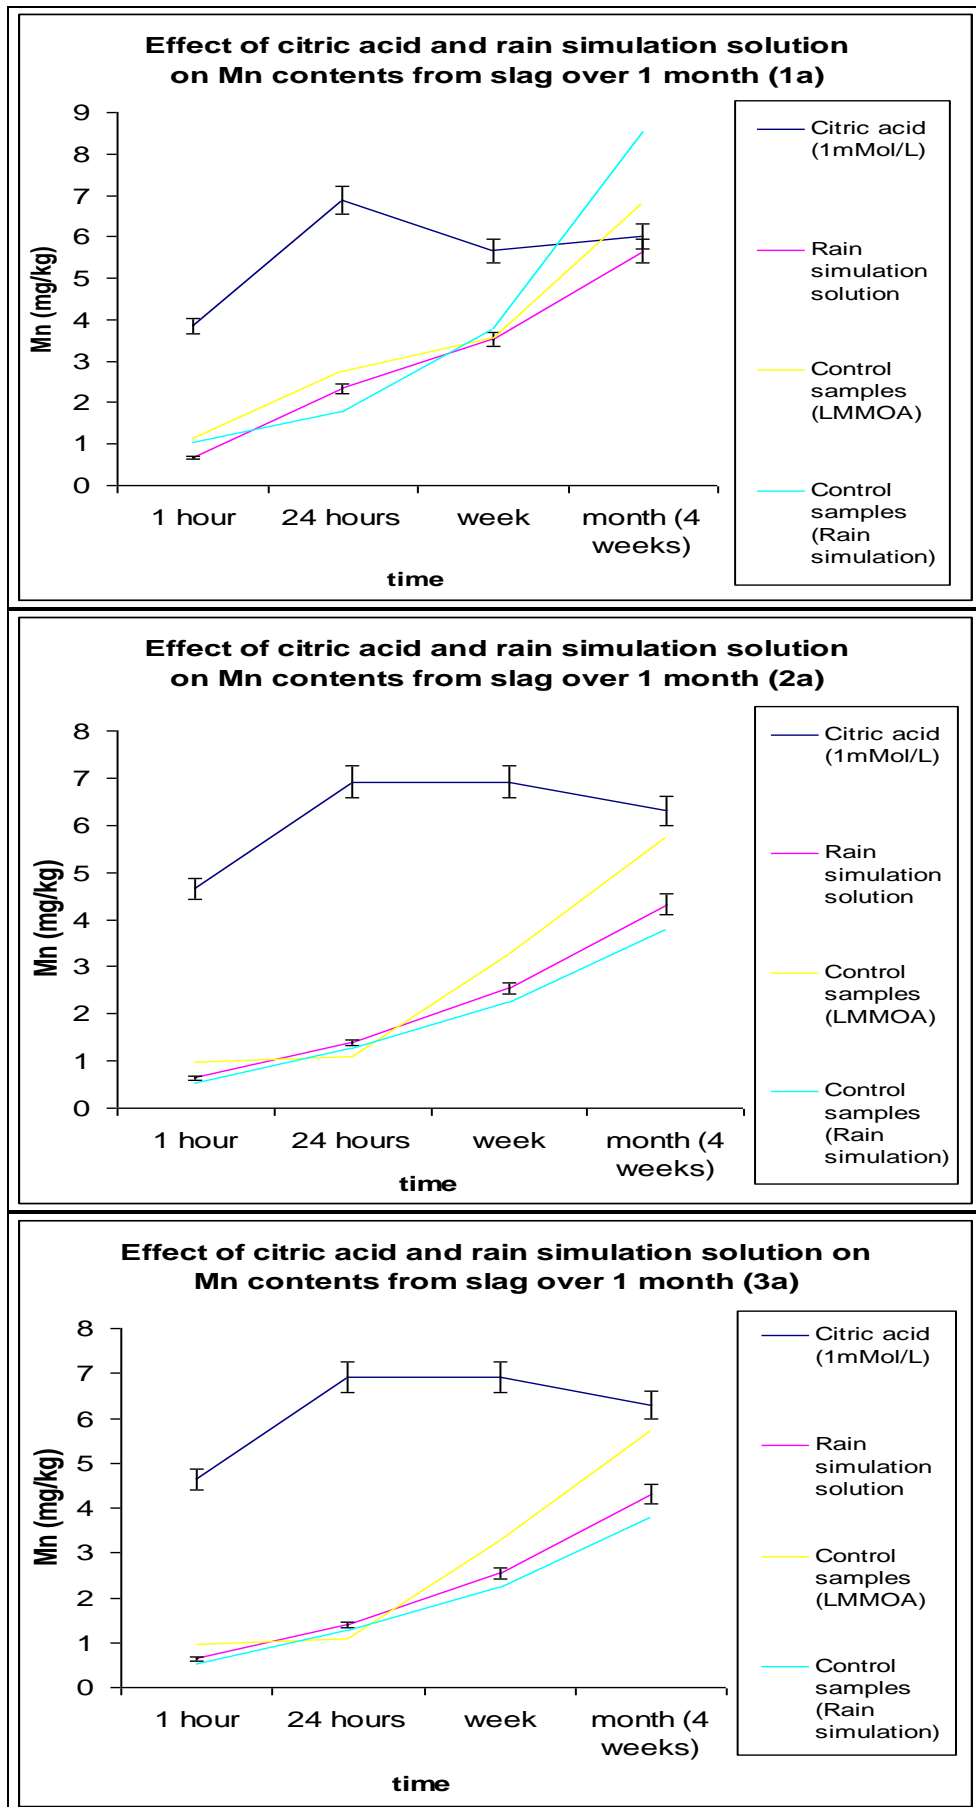 Effect of citric acid and rain simulation solution
on Mn contents from slag over 1 month (1a)
9
8
7
6
5
4
3
2
1
0
Mn (mg/kg)
1 hour
24 hours
week
month (4
weeks)
time
Citric acid
(1mMol/L)
Rain
simulation
solution
Control
samples
(LMMOA)
Control
samples
(Rain
simulation)
Effect of citric acid and rain simulation solution
on Mn contents from slag over 1 month (2a)
8
7
6
5
4
3
2
1
0
Mn (mg/kg)
1 hour
24 hours
week
month (4
weeks)
time
Citric acid
(1mMol/L)
Rain
simulation
solution
Control
samples
(LMMOA)
Control
samples
(Rain
simulation)
Effect of citric acid and rain simulation solution on
Mn contents from slag over 1 month (3a)
8
7
6
5
4
3
2
1
0
Mn (mg/kg)
1 hour
24 hours
week
month (4
weeks)
time
Citric acid
(1mMol/L)
Rain
simulation
solution
Control
samples
(LMMOA)
Control
samples
(Rain
simulation)